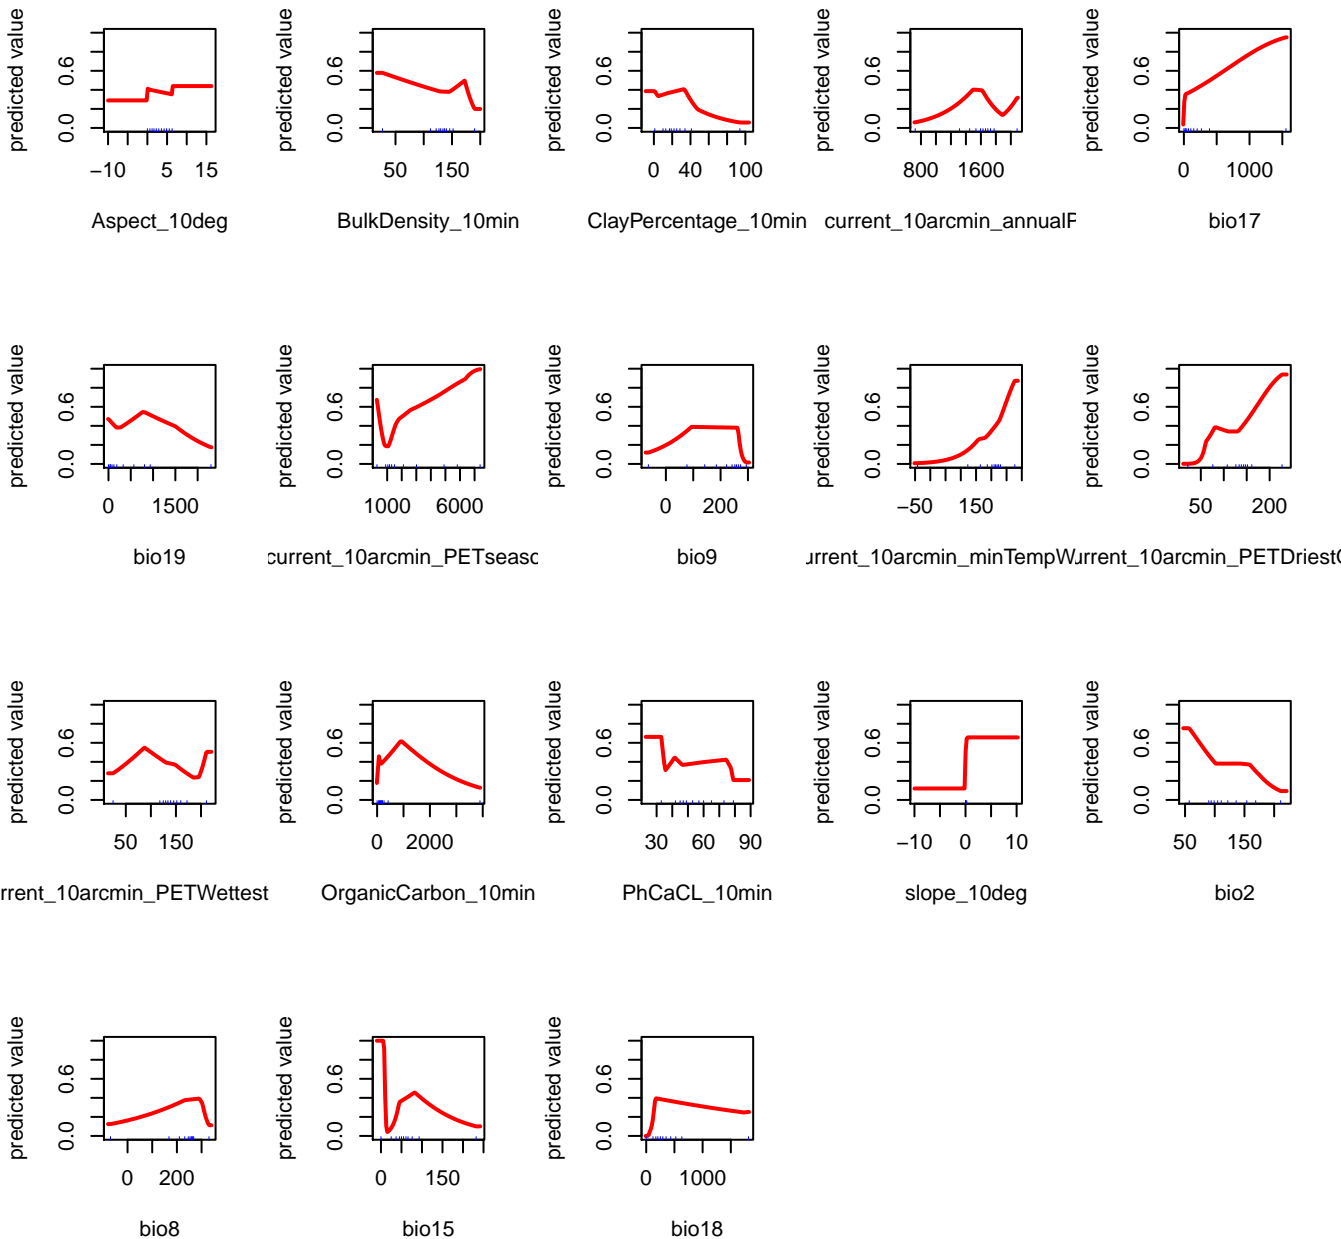 predicted value
0.0 0.6
−10 5 15
Aspect_10deg
predicted value
0.0 0.6
50 150
BulkDensity_10min
predicted value
0.0 0.6
0 40 100
ClayPercentage_10min
predicted value
0.0 0.6
800 1600
current_10arcmin_annualP
predicted value
0.0 0.6
0 1000
bio17
predicted value
0.0 0.6
0 1500
bio19
predicted value
0.0 0.6
1000 6000
current_10arcmin_PETseaso
predicted value
0.0 0.6
0 200
bio9
predicted value
0.0 0.6
−50 150
urrent_10arcmin_minTempW
predicted value
0.0 0.6
50 200
urrent_10arcmin_PETDriestQ
predicted value
0.0 0.6
50 150
rrent_10arcmin_PETWettest
predicted value
0.0 0.6
0 2000
OrganicCarbon_10min
predicted value
0.0 0.6
30 60 90
PhCaCL_10min
predicted value
0.0 0.6
−10 0 10
slope_10deg
predicted value
0.0 0.6
50 150
bio2
predicted value
0.0 0.6
0 200
bio8
predicted value
0.0 0.6
0 150
bio15
predicted value
0.0 0.6
0 1000
bio18